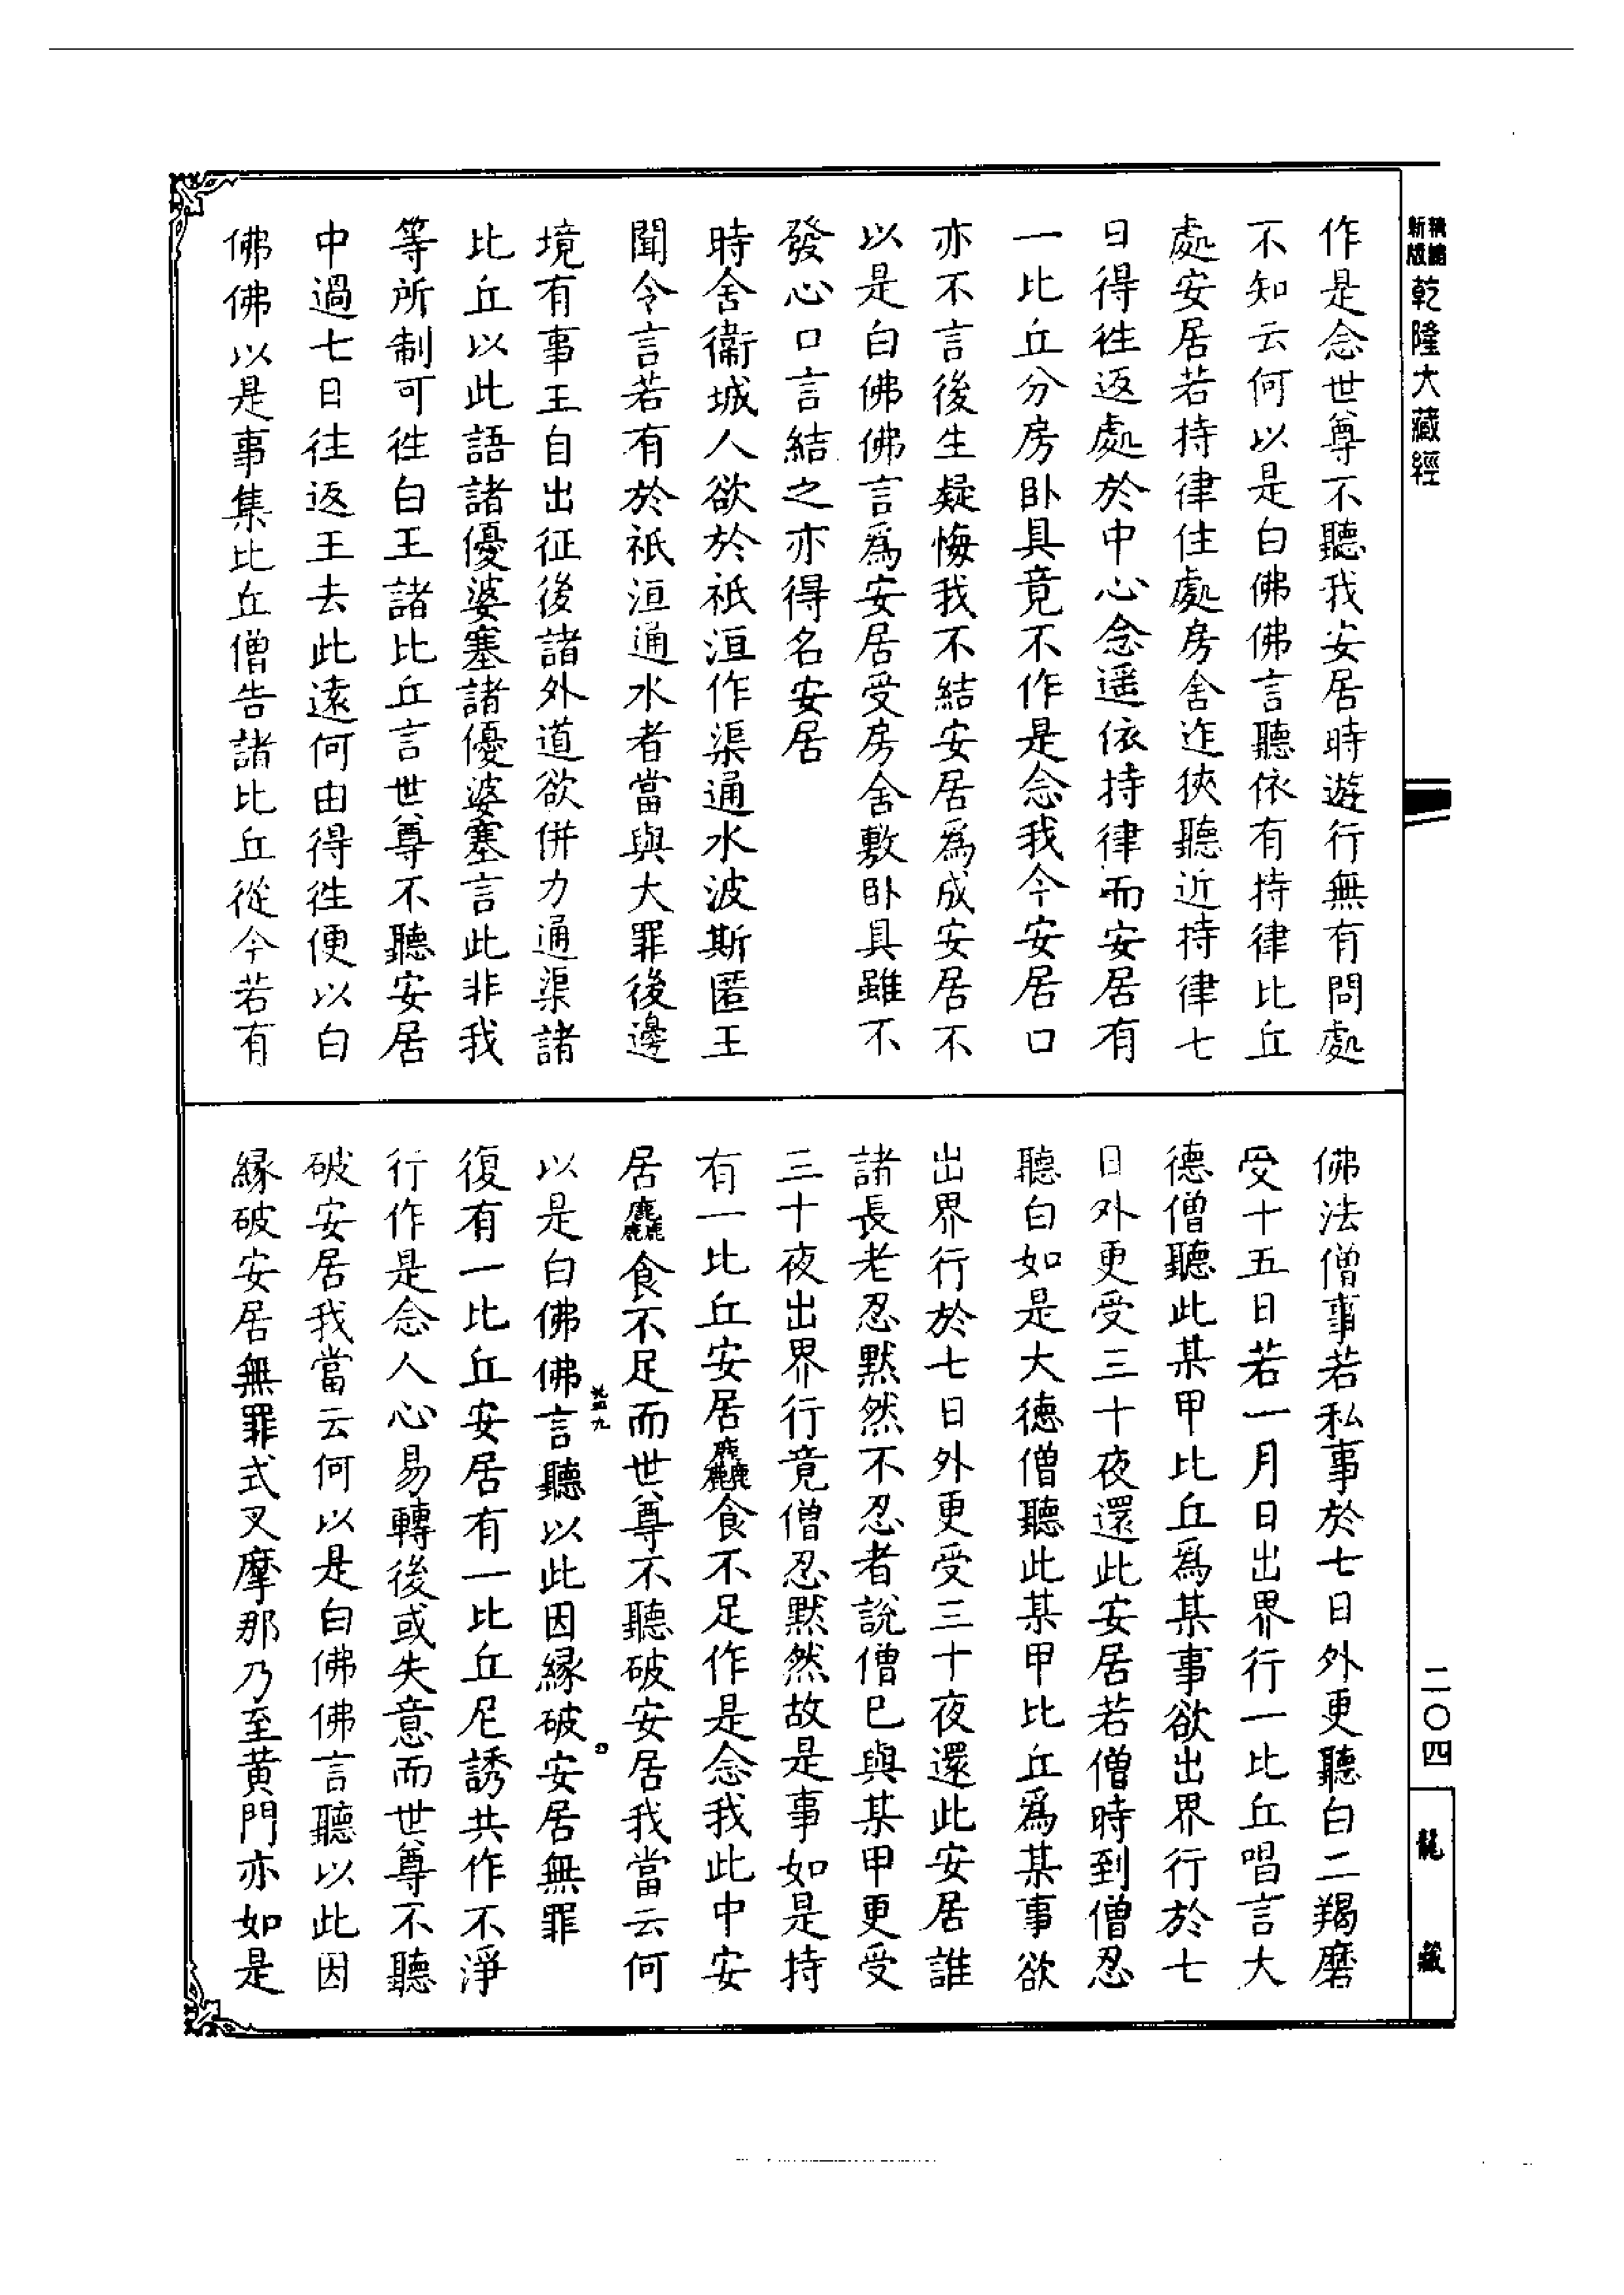 新版精編 乾隆大藏經
作是念世尊不聽我安居時遊行無有問處
不知云何以是白佛佛言聽依有持律比丘
處安居若持律住處房舍迮狹聽近持律七
日得徃返處於中心念遥依持律而安居有
一比丘分房卧具竟不作是念我今安居口
亦不言後生疑悔我不結安居爲成安居不
以是白佛佛言爲安居受房舍敷卧具雖不
發心口言結之亦得名安居
時舍衞城人欲於祇洹作渠通水波斯匿王
聞令言若有於祇洹通水者當與大罪後邊
境有事王自出征後諸外道欲併力通渠諸
比丘以此語諸優婆塞諸優婆塞言此非我
等所制可徃白王諸比丘言世尊不聽安居
中過七日往返王去此遠何由得徃便以白
佛佛以是事集比丘僧告諸比丘從今若有
佛法僧事若私事於七日外更聽白二羯磨
受十五日若一月日出界行一比丘唱言大
德僧聽此某甲比丘爲某事欲出界行於七
日外更受三十夜還此安居若僧時到僧忍
聽白如是大德僧聽此某甲比丘爲某事欲
出界行於七日外更受三十夜還此安居誰
諸長老忍默然不忍者說僧已與某甲更受
三十夜出界行竟僧忍默然故是事如是持
有一比丘安居麤食不足作是念我此中安
居麤食不足而世尊不聽破安居我當云何
以是白佛佛言聽以此因緣破安居無罪
復有一比丘安居有一比丘尼誘共作不淨
行作是念人心易轉後或失意而世尊不聽
破安居我當云何以是白佛佛言聽以此因
緣破安居無罪式叉摩那乃至黄門亦如是
二〇四
龍藏